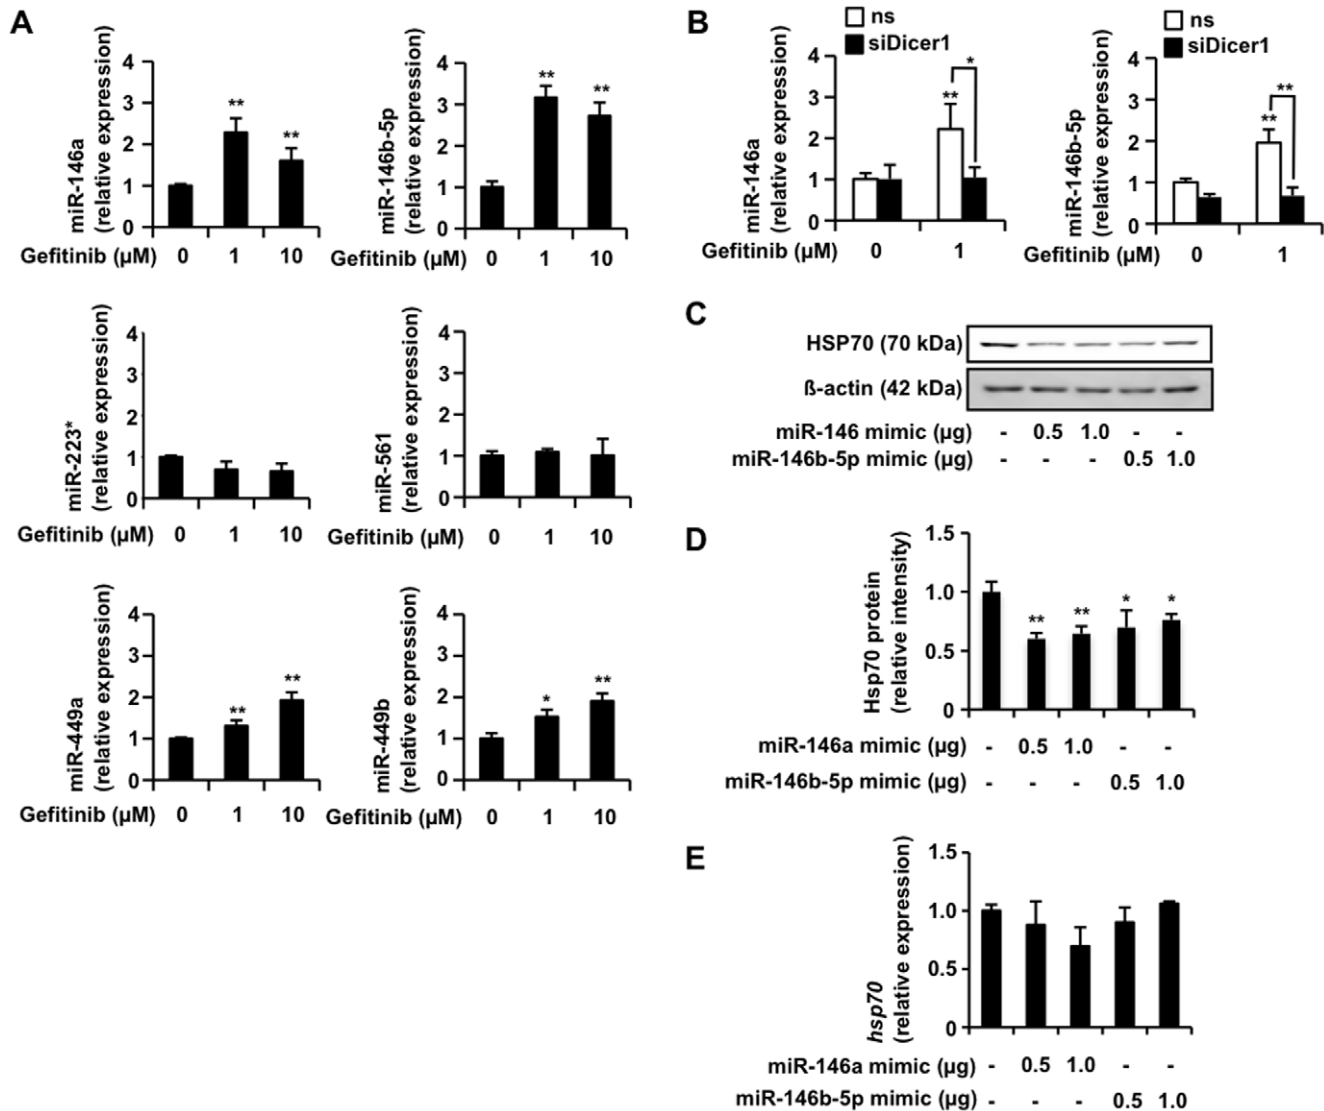 A
miR-146a
(relative expression)
4
3
2
1
0
**
**
Gefitinib (µM) 0 1 10
miR-146b-5p
(relative expression)
4
3
2
1
0
**
**
Gefitinib (µM) 0 1 10
miR-223*
(relative expression)
4
3
2
1
0
Gefitinib (µM) 0 1 10
miR-561
(relative expression)
4
3
2
1
0
Gefitinib (µM) 0 1 10
miR-449a
(relative expression)
4
3
2
1
0
**
**
Gefitinib (µM) 0 1 10
miR-449b
(relative expression)
4
3
2
1
0
*
**
Gefitinib (µM) 0 1 10
B
ns
siDicer1
miR-146a
(relative expression)
4
3
2
1
0
*
**
Gefitinib (µM) 0 1
ns
siDicer1
miR-146b-5p
(relative expression)
4
3
2
1
0
**
**
Gefitinib (µM) 0 1
C
HSP70 (70 kDa)
ß-actin (42 kDa)
miR-146 mimic (µg) - 0.5 1.0 - -
miR-146b-5p mimic (µg) - - - 0.5 1.0
D
Hsp70 protein
(relative intensity)
1.5
1.0
0.5
0
**
**
*
*
miR-146a mimic (µg) - 0.5 1.0 - -
miR-146b-5p mimic (µg) - - - 0.5 1.0
E
hsp70
(relative expression)
1.5
1.0
0.5
0
miR-146a mimic (µg) - 0.5 1.0 - -
miR-146b-5p mimic (µg) - - - 0.5 1.0